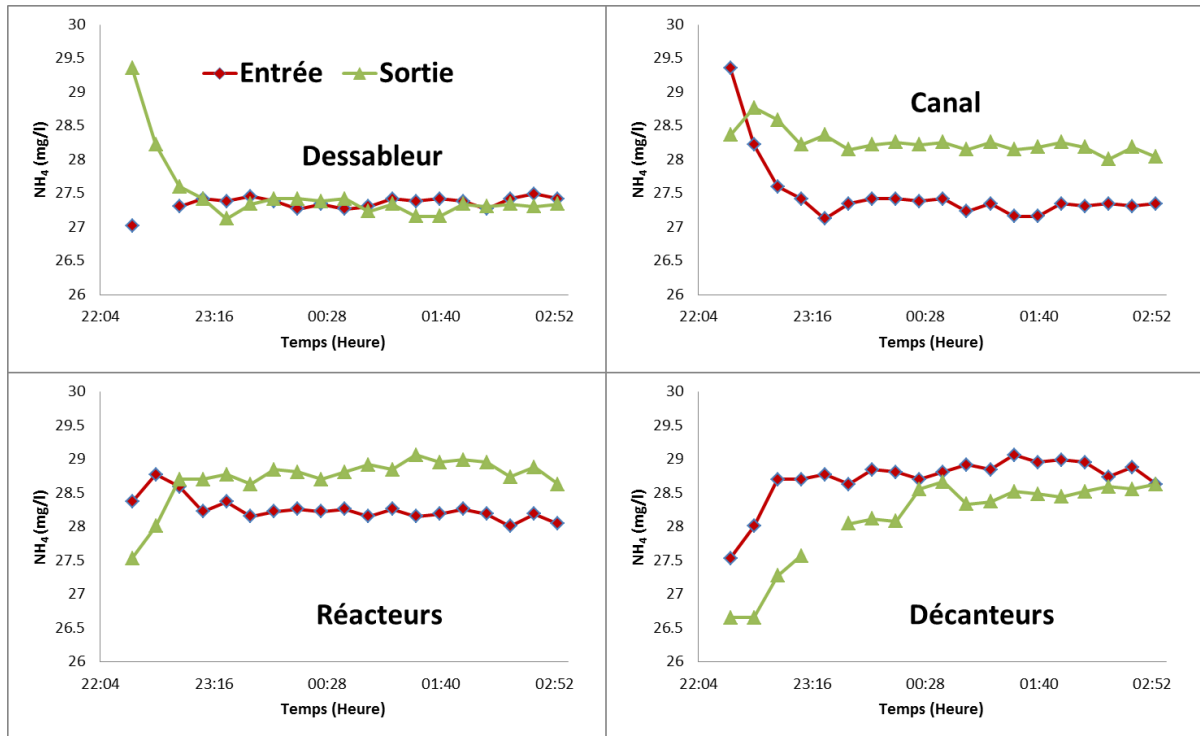 30
29.5
29
28.5
28
27.5
27
26.5
26
NH₄ (mg/l)
Entrée Sortie
Dessableur
22:04 23:16 00:28 01:40 02:52
Temps (Heure)
30
29.5
29
28.5
28
27.5
27
26.5
26
NH₄ (mg/l)
Canal
22:04 23:16 00:28 01:40 02:52
Temps (Heure)
30
29.5
29
28.5
28
27.5
27
26.5
26
NH₄ (mg/l)
Réacteurs
22:04 23:16 00:28 01:40 02:52
Temps (Heure)
30
29.5
29
28.5
28
27.5
27
26.5
26
NH₄ (mg/l)
Décanteurs
22:04 23:16 00:28 01:40 02:52
Temps (Heure)